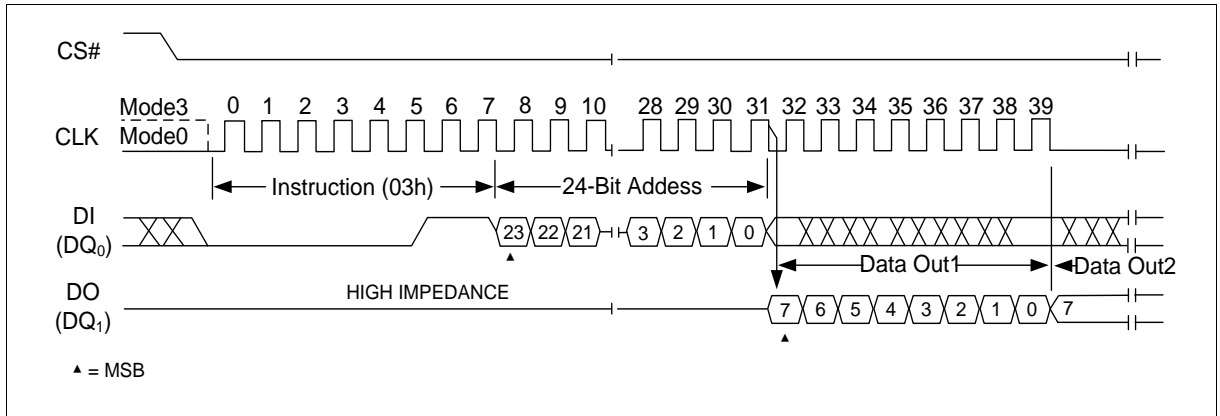 CS#
Mode3
0 1 2 3 4 5 6 7 8 9 10 28 29 30 31 32 33 34 35 36 37 38 39
CLK
Mode0
Instruction (03h)
24-Bit Addess
DI
(DQ0)
23 22 21 3 2 1 0
Data Out1
Data Out2
DO
(DQ1)
HIGH IMPEDANCE
7 6 5 4 3 2 1 0 7
▲ = MSB